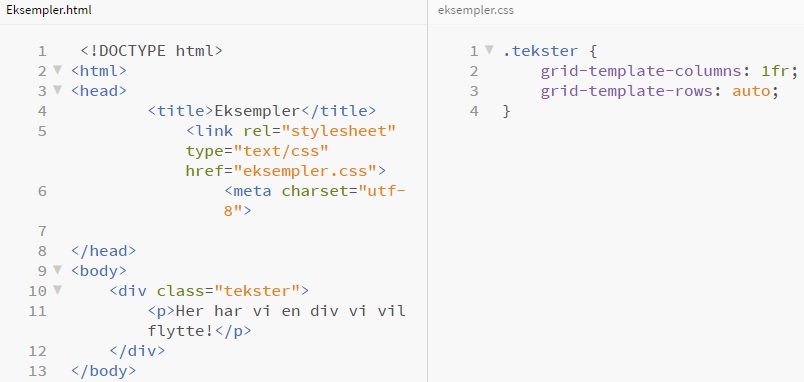 Eksempler.html
1 <!DOCTYPE html>
2 <html>
3 <head>
4 <title>Eksempler</title>
5 <link rel="stylesheet"
type="text/css"
href="eksempler.css">
6 <meta charset="utf-
8">
7
8 </head>
9 <body>
10 <div class="tekster">
11 <p>Her har vi en div vi vil
flytte!</p>
12 </div>
13 </body>
eksempler.css
1 .tekster {
2 grid-template-columns: 1fr;
3 grid-template-rows: auto;
4 }